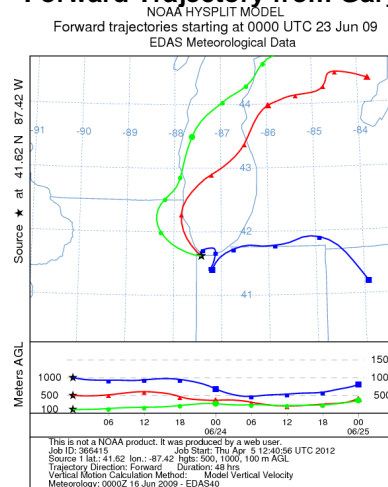 NOAA HYSPLIT MODEL
Forward trajectories starting at 0000 UTC 23 Jun 09
EDAS Meteorological Data
Source ★ at 41.62 N 87.42 W
-91 -90 -89 -88 -87 -86 -85 -84
44
43
42
41
Meters AGL
1000
500
100
150
1000
500
100
06 12 18 00 06 12 18 00
06/24 06/25
This is not a NOAA product. It was produced by a web user.
Job ID: 366415 Job Start: Thu Apr 5 12:40:56 UTC 2012
Source 1 lat.: 41.62 lon.: -87.42 hgts: 500, 1000, 100 m AGL
Trajectory Direction: Forward Duration: 48 hrs
Vertical Motion Calculation Method: Model Vertical Velocity
Meteorology: 0000Z 16 Jun 2009 - EDAS40